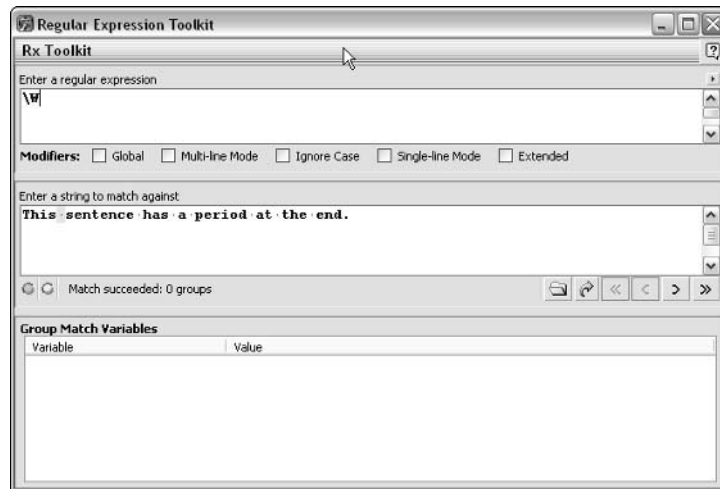 Regular Expression Toolkit
Rx Toolkit
Enter a regular expression
\W
Modifiers: Global Multi-line Mode Ignore Case Single-line Mode Extended
Enter a string to match against
This·sentence·has·a·period·at·the·end.
Match succeeded: 0 groups
Group Match Variables
Variable Value